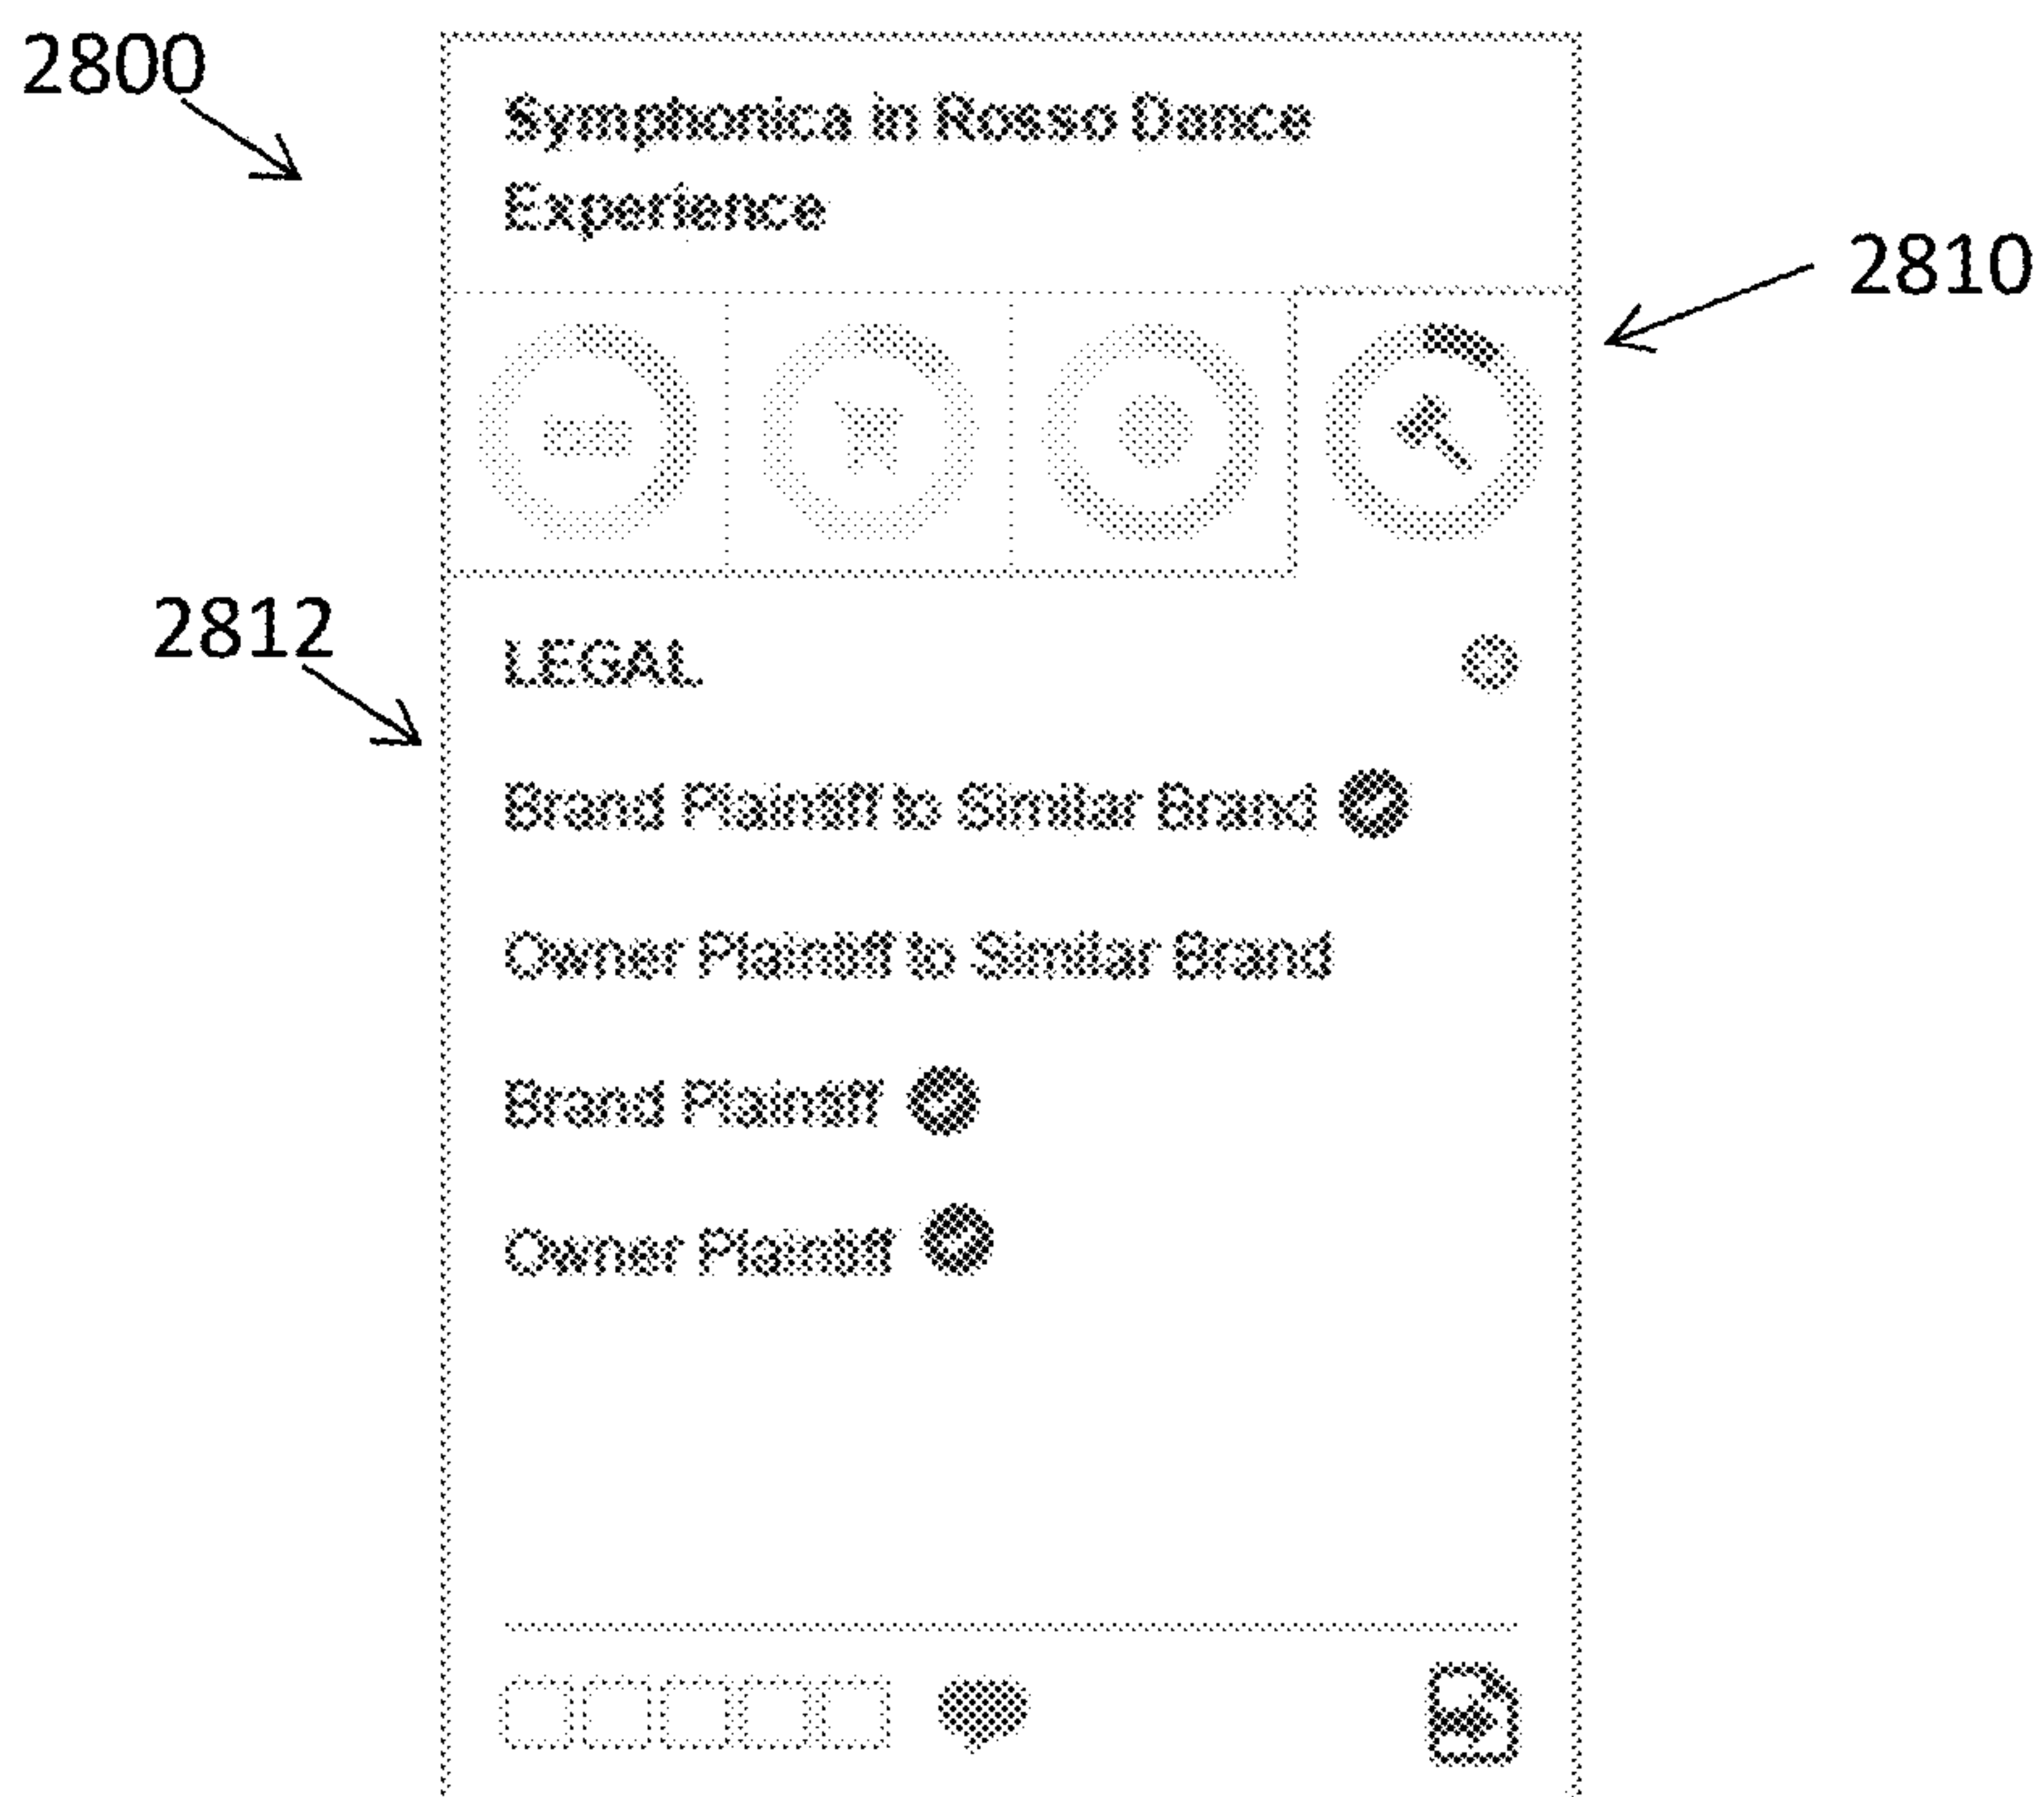 2800
Symphonica in Rosso Dance
Experience
2810
2812
LEGAL
Brand Plaintiff to Similar Brand
Owner Plaintiff to Similar Brand
Brand Plaintiff
Owner Plaintiff